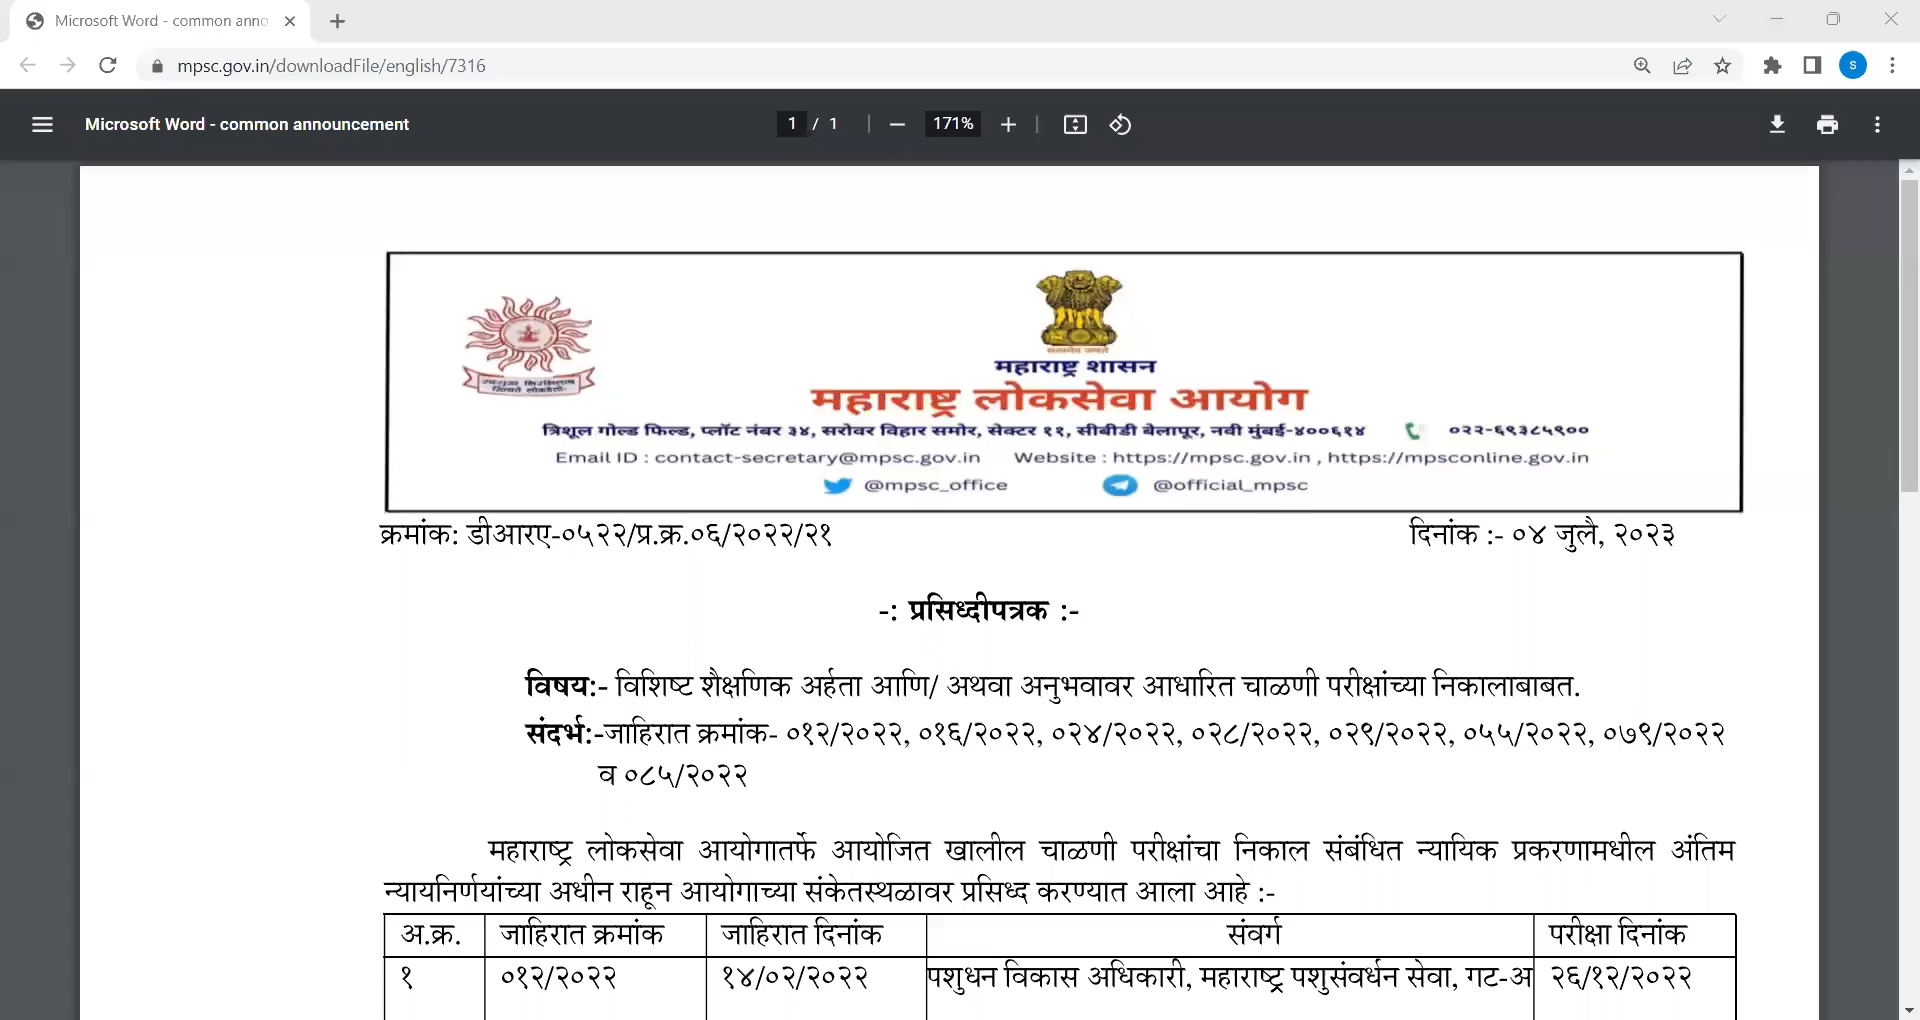 Microsoft Word - common anno
mpsc.gov.in/downloadFile/english/7316
s
Microsoft Word - common announcement
1 / 1
171%
महाराष्ट्र शासन
महाराष्ट्र लोकसेवा आयोग
त्रिशूल गोल्ड फिल्ड, प्लॉट नंबर ३४, सरोवर विहार समोर, सेक्टर ११, सीबीडी बेलापूर, नवी मुंबई-४००६१४ ०२२-६९३८५९००
Email ID : contact-secretary@mpsc.gov.in Website : https://mpsc.gov.in , https://mpsconline.gov.in
@mpsc_office @official_mpsc
क्रमांक: डीआरए-०५२२/प्र.क्र.०६/२०२२/२१ दिनांक :- ०४ जुलै, २०२३
-: प्रसिध्दीपत्रक :-
विषय:- विशिष्ट शैक्षणिक अर्हता आणि/ अथवा अनुभवावर आधारित चाळणी परीक्षांच्या निकालाबाबत.
संदर्भ:-जाहिरात क्रमांक- ०१२/२०२२, ०१६/२०२२, ०२४/२०२२, ०२८/२०२२, ०२९/२०२२, ०५५/२०२२, ०७९/२०२२
व ०८५/२०२२
महाराष्ट्र लोकसेवा आयोगातर्फे आयोजित खालील चाळणी परीक्षांचा निकाल संबंधित न्यायिक प्रकरणामधील अंतिम
न्यायनिर्णयांच्या अधीन राहून आयोगाच्या संकेतस्थळावर प्रसिध्द करण्यात आला आहे :-
अ.क्र. जाहिरात क्रमांक जाहिरात दिनांक संवर्ग परीक्षा दिनांक
१ ०१२/२०२२ १४/०२/२०२२ पशुधन विकास अधिकारी, महाराष्ट्र पशुसंवर्धन सेवा, गट-अ २६/१२/२०२२